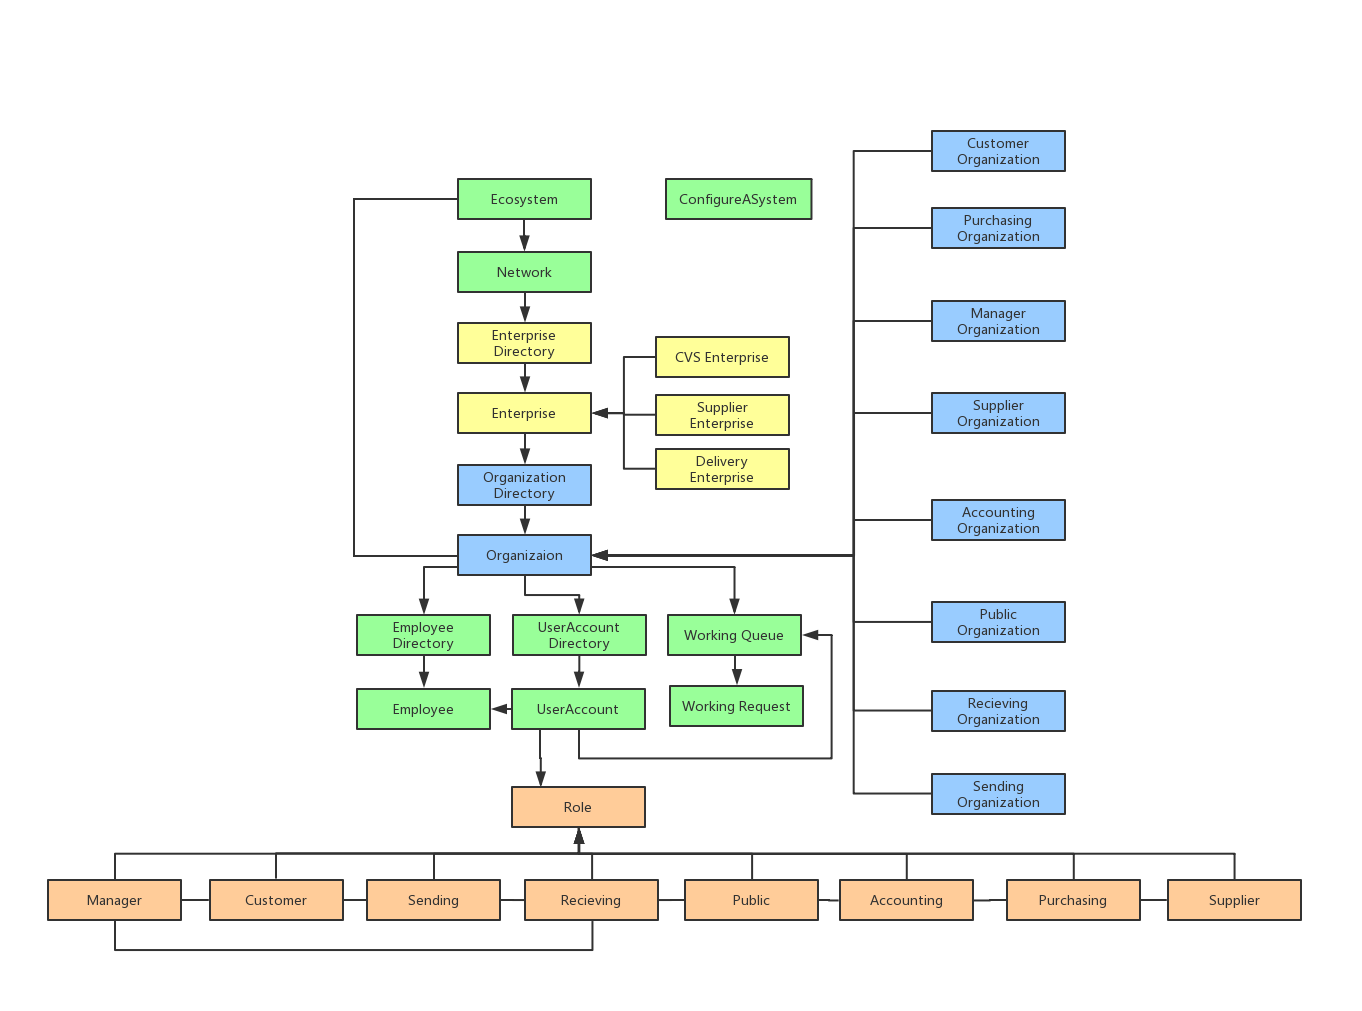 Customer
Organization
Ecosystem
ConfigureASystem
Purchasing
Organization
Network
Manager
Organization
Enterprise
Directory
CVS Enterprise
Enterprise
Supplier
Enterprise
Supplier
Organization
Delivery
Enterprise
Organization
Directory
Accounting
Organization
Organizaion
Employee
Directory
UserAccount
Directory
Working Queue
Public
Organization
Employee
UserAccount
Working Request
Recieving
Organization
Role
Sending
Organization
Manager
Customer
Sending
Recieving
Public
Accounting
Purchasing
Supplier